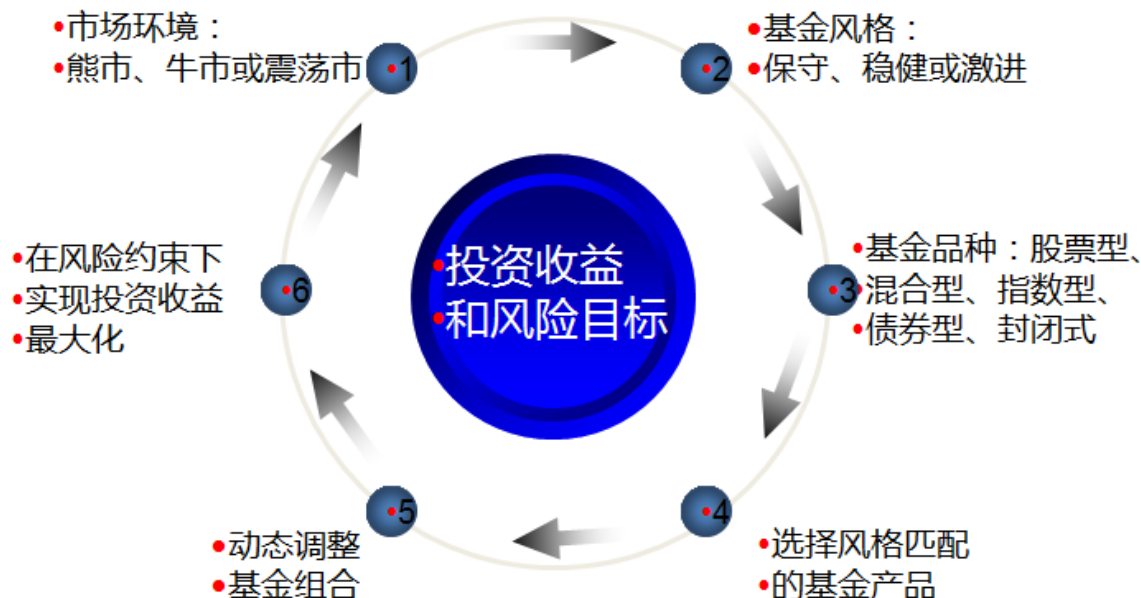 •市场环境：
•熊市、牛市或震荡市
•1
•2
•基金风格：
•保守、稳健或激进
•投资收益
•和风险目标
•3
•基金品种：股票型、
•混合型、指数型、
•债券型、封闭式
•4
•选择风格匹配
•的基金产品
•5
•动态调整
•基金组合
•6
•在风险约束下
•实现投资收益
•最大化